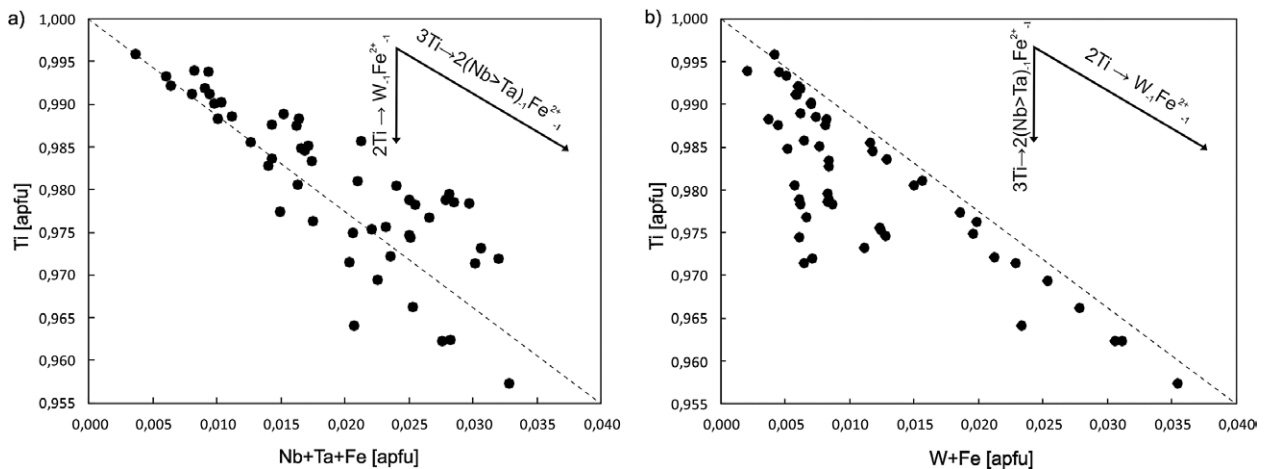 a)
1,000
0,995
0,990
0,985
0,980
0,975
0,970
0,965
0,960
0,955
Ti [apfu]
0,000 0,005 0,010 0,015 0,020 0,025 0,030 0,035 0,040
Nb+Ta+Fe [apfu]
2Ti → W₋₁Fe²⁺₋₁
3Ti→2(Nb>Ta)₋₁Fe²⁺₋₁
b)
1,000
0,995
0,990
0,985
0,980
0,975
0,970
0,965
0,960
0,955
Ti [apfu]
0,000 0,005 0,010 0,015 0,020 0,025 0,030 0,035 0,040
W+Fe [apfu]
3Ti→2(Nb>Ta)₋₁Fe²⁺₋₁
2Ti → W₋₁Fe²⁺₋₁